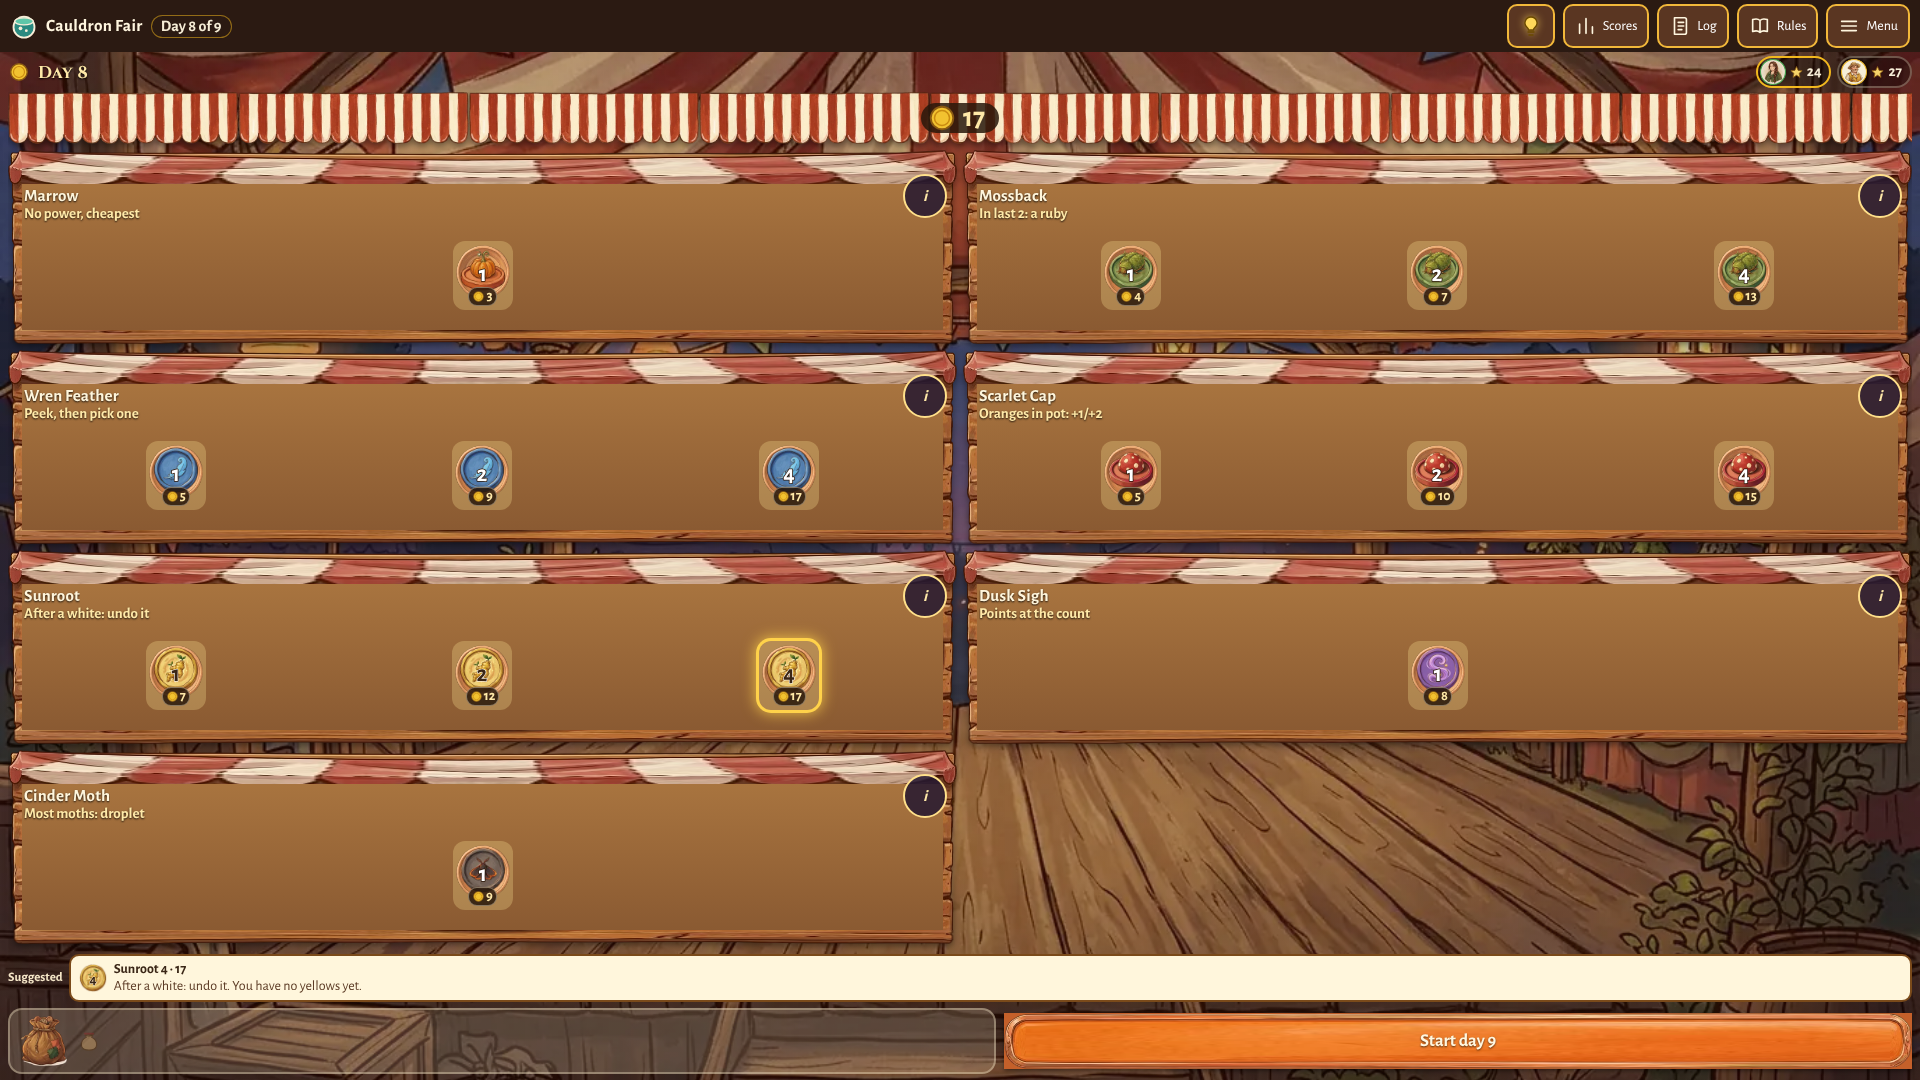 Cauldron Fair
Day 8 of 9
Scores
Log
Rules
Menu
DAY 8
24
27
17
Marrow
No power, cheapest
i
1
3
Mossback
In last 2: a ruby
i
1
4
2
7
4
13
Wren Feather
Peek, then pick one
i
1
5
2
9
4
17
Scarlet Cap
Oranges in pot: +1/+2
i
1
5
2
10
4
15
Sunroot
After a white: undo it
i
1
7
2
12
4
17
Dusk Sigh
Points at the count
i
1
8
Cinder Moth
Most moths: droplet
i
1
9
Suggested
4
Sunroot 4 · 17
After a white: undo it. You have no yellows yet.
Start day 9